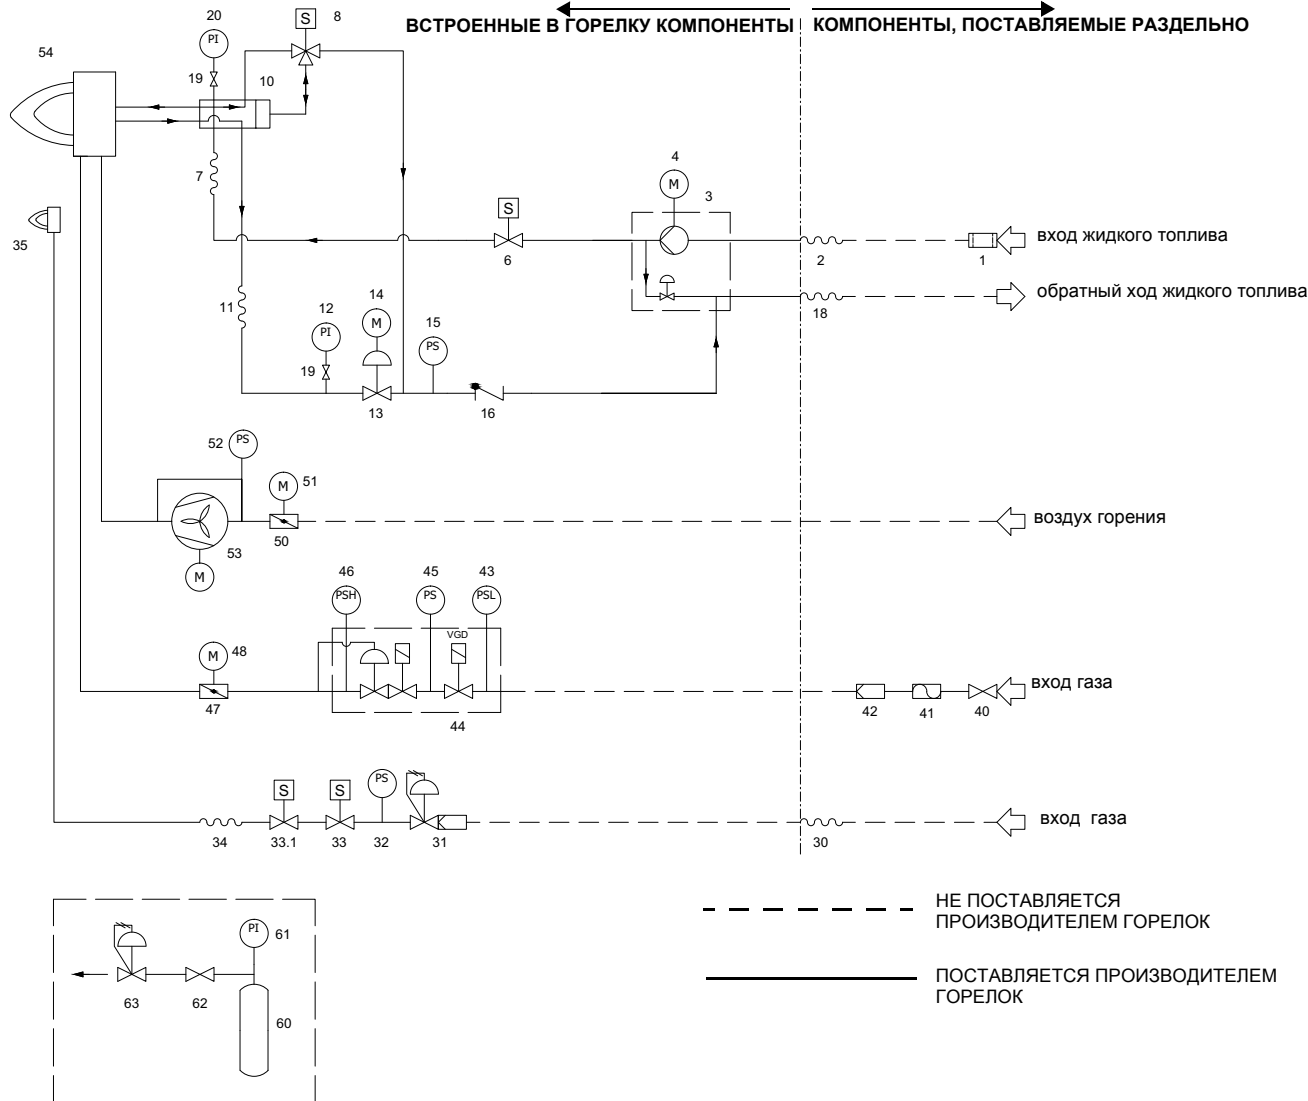 20
S
8
ВСТРОЕННЫЕ В ГОРЕЛКУ КОМПОНЕНТЫ
КОМПОНЕНТЫ, ПОСТАВЛЯЕМЫЕ РАЗДЕЛЬНО
54
PI
19
10
4
7
M
3
S
35
6
2
1
вход жидкого топлива
11
14
18
обратный ход жидкого топлива
12
M
15
PI
PS
19
13
16
52
PS
M
51
50
воздух горения
53
M
46
45
43
PSH
PS
PSL
VGD
M
48
47
44
42
41
40
вход газа
S
S
PS
34
33.1
33
32
31
30
вход газа
НЕ ПОСТАВЛЯЕТСЯ
ПРОИЗВОДИТЕЛЕМ ГОРЕЛОК
PI
61
ПОСТАВЛЯЕТСЯ ПРОИЗВОДИТЕЛЕМ
ГОРЕЛОК
63
62
60